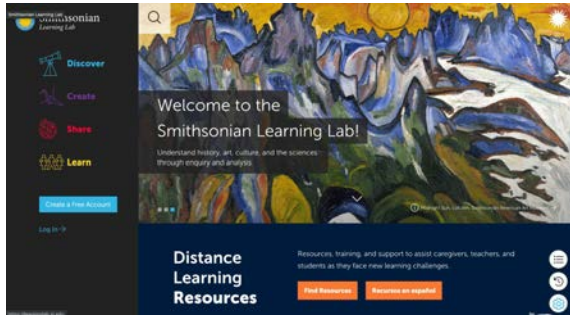 Smithsonian Learning Lab
Learning Lab
Discover
Create
Share
Learn
Create a Free Account
Log In →
Welcome to the
Smithsonian Learning Lab!
Understand history, art, culture, and the sciences
through enquiry and analysis
Distance
Learning
Resources
Resources, training, and support to assist caregivers, teachers, and
students as they face new learning challenges.
Find Resources
Recursos en español